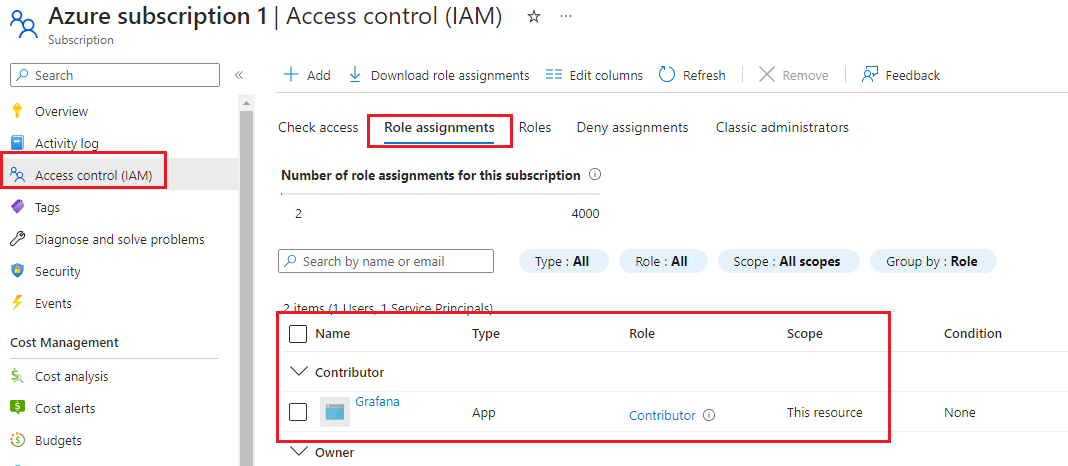 Azure subscription 1 | Access control (IAM) ☆ ···
Subscription
Search «
Overview
Activity log
Access control (IAM)
Tags
Diagnose and solve problems
Security
Events
Cost Management
Cost analysis
Cost alerts
Budgets
Add Download role assignments Edit columns Refresh Remove Feedback
Check access Role assignments Roles Deny assignments Classic administrators
Number of role assignments for this subscription
2 4000
Search by name or email Type : All Role : All Scope : All scopes Group by : Role
2 items (1 Users, 1 Service Principals)
Name Type Role Scope Condition
Contributor
Grafana App Contributor This resource None
Owner